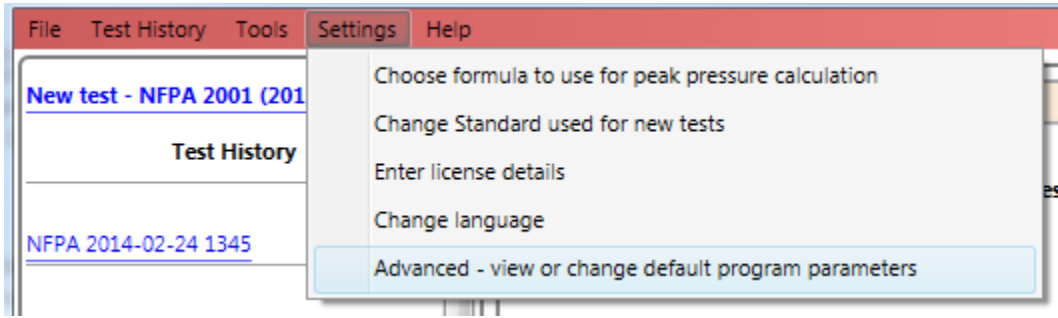 File Test History Tools Settings Help
Choose formula to use for peak pressure calculation
New test - NFPA 2001 (201
Change Standard used for new tests
Test History
Enter license details
Change language
NFPA 2014-02-24 1345
Advanced - view or change default program parameters